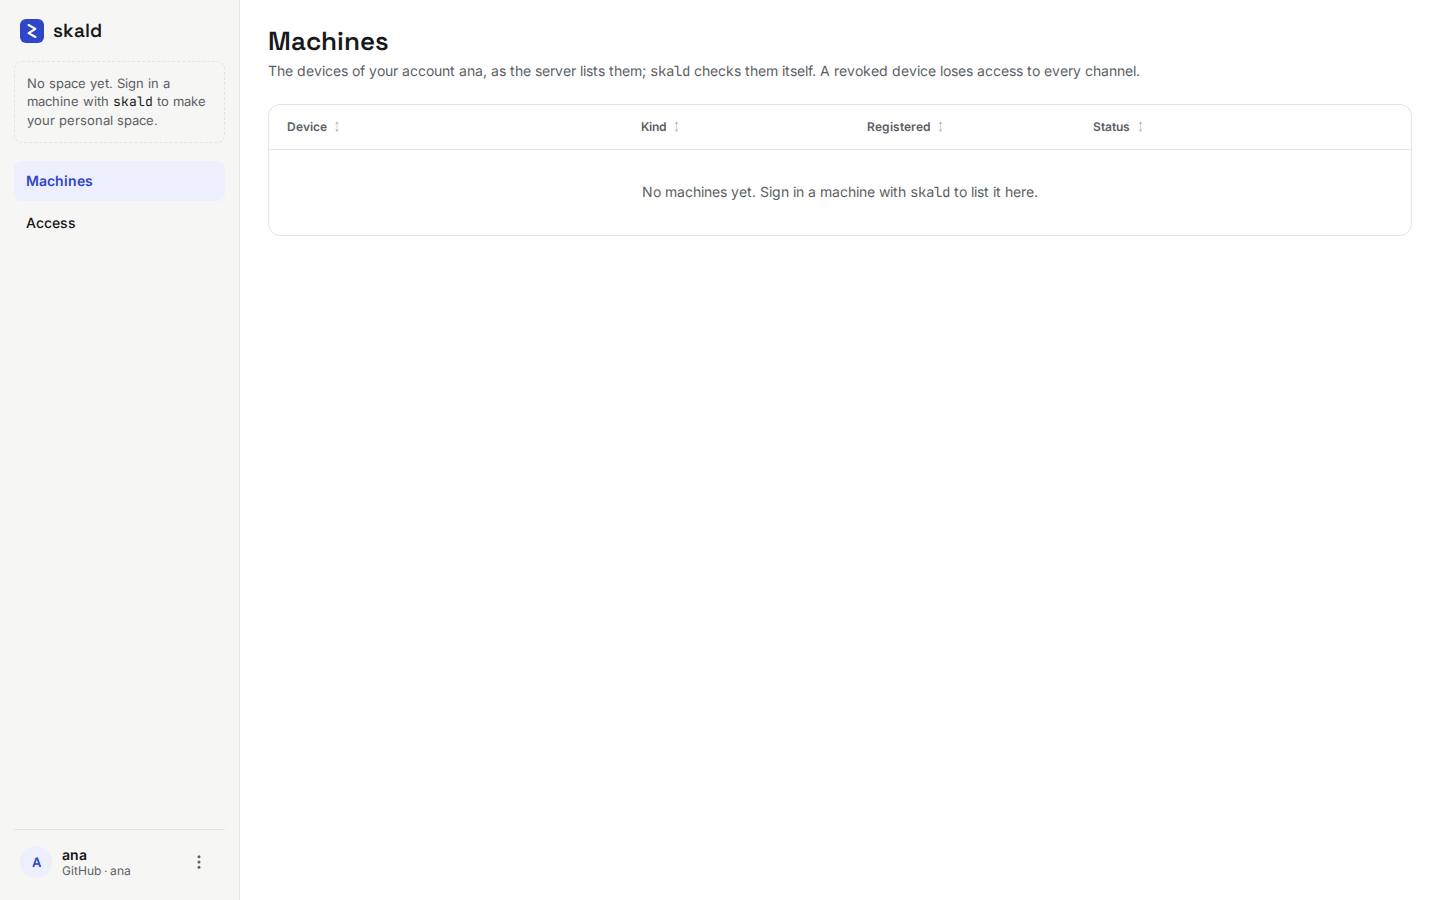 skald
No space yet. Sign in a
machine with skald to make
your personal space.
Machines
Access
Machines
The devices of your account ana, as the server lists them; skald checks them itself. A revoked device loses access to every channel.
Device Kind Registered Status
No machines yet. Sign in a machine with skald to list it here.
A
ana
GitHub · ana